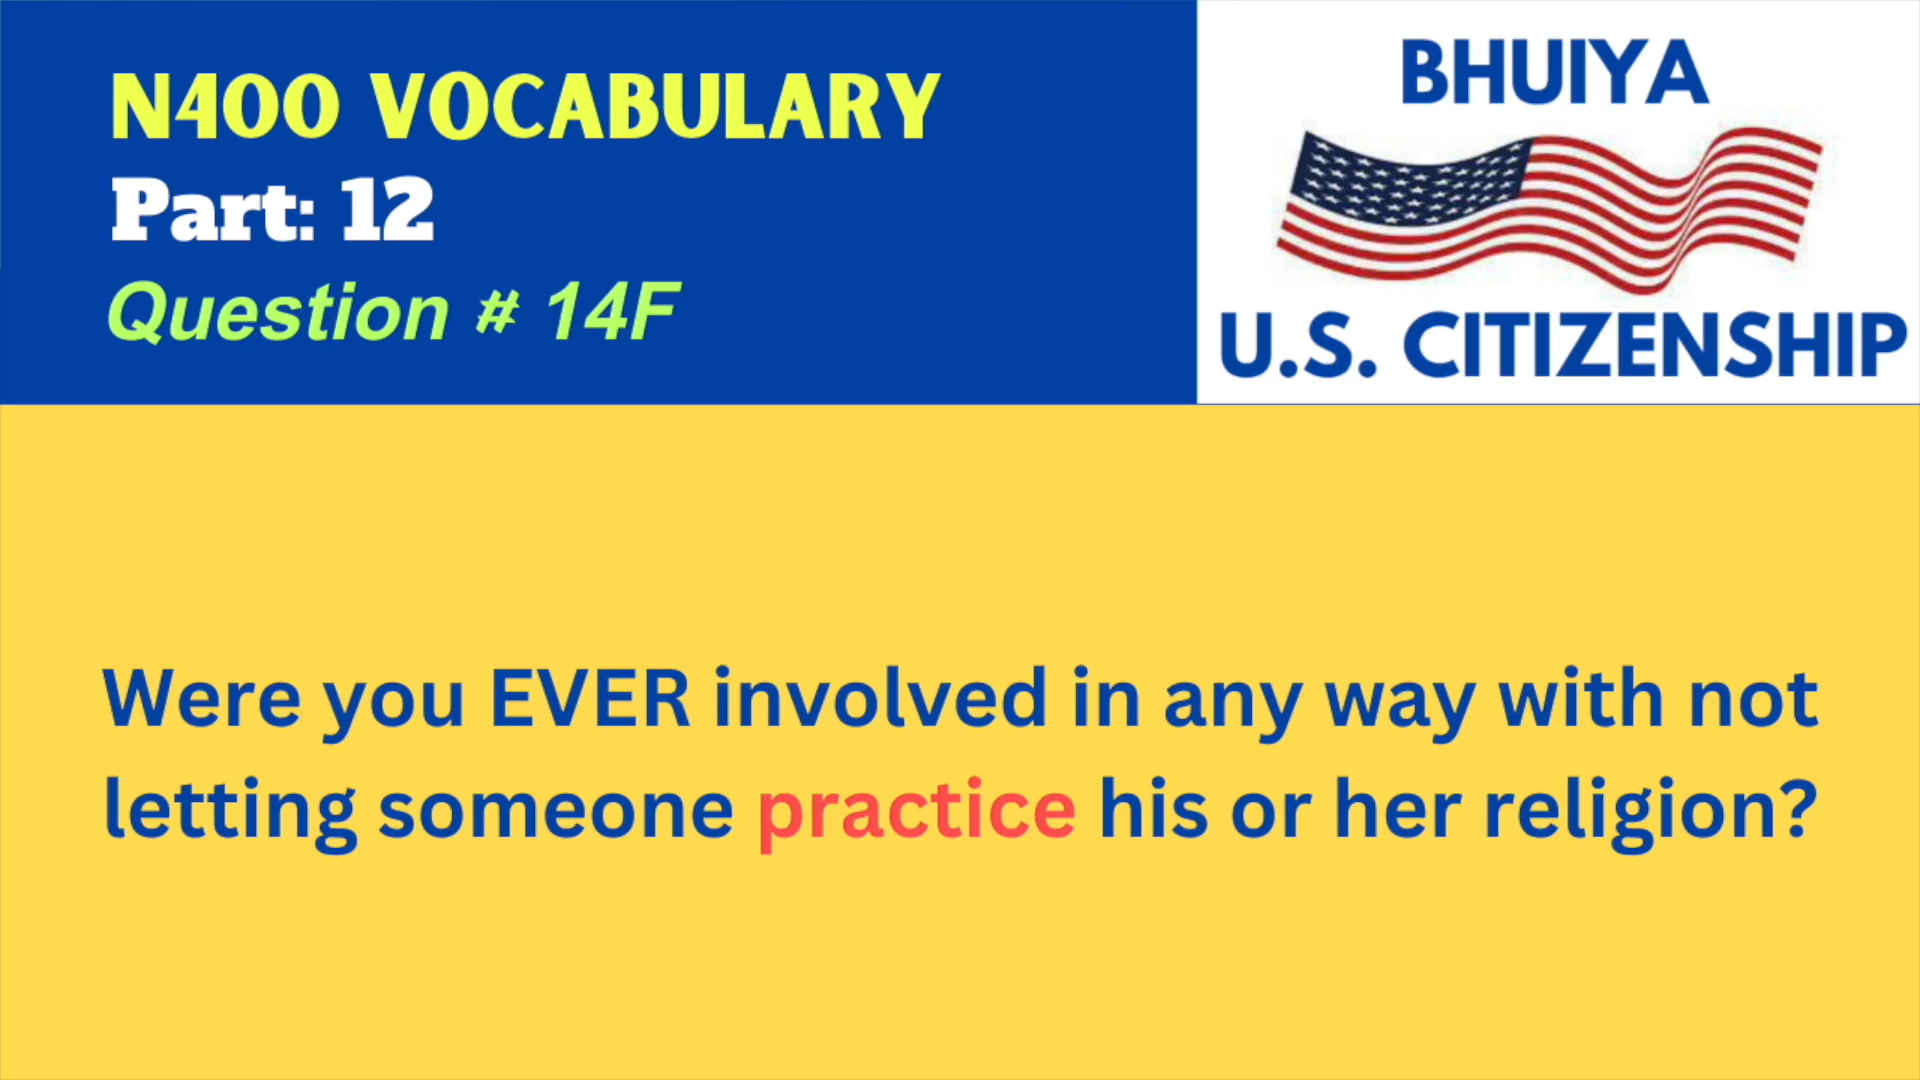 N400 VOCABULARY
Part: 12
Question # 14F
BHUIYA
U.S. CITIZENSHIP
Were you EVER involved in any way with not
letting someone practice his or her religion?